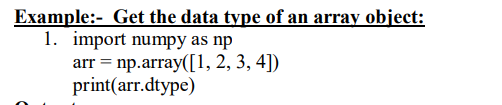 Example:- Get the data type of an array object:
1. import numpy as np
arr = np.array([1, 2, 3, 4])
print(arr.dtype)